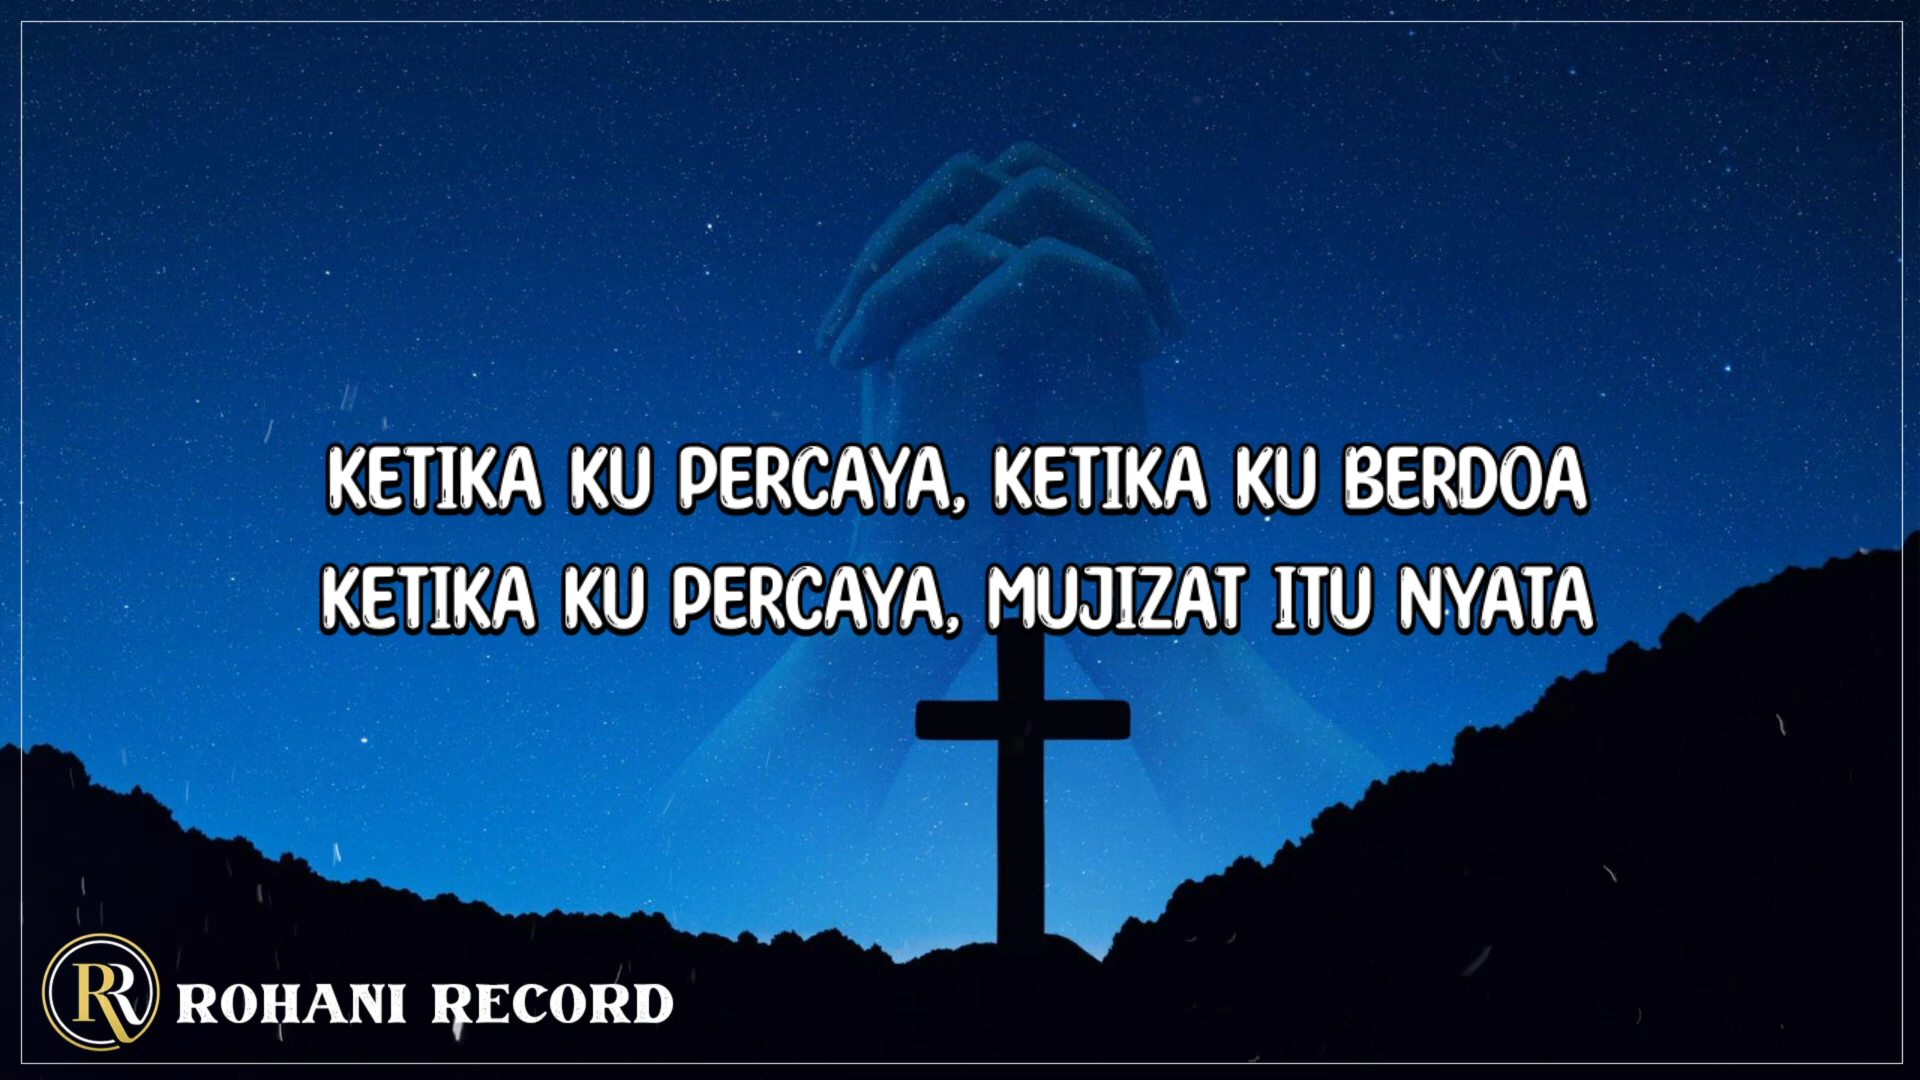 KETIKA KU PERCAYA, KETIKA KU BERDOA
KETIKA KU PERCAYA, MUJIZAT ITU NYATA
RR ROHANI RECORD